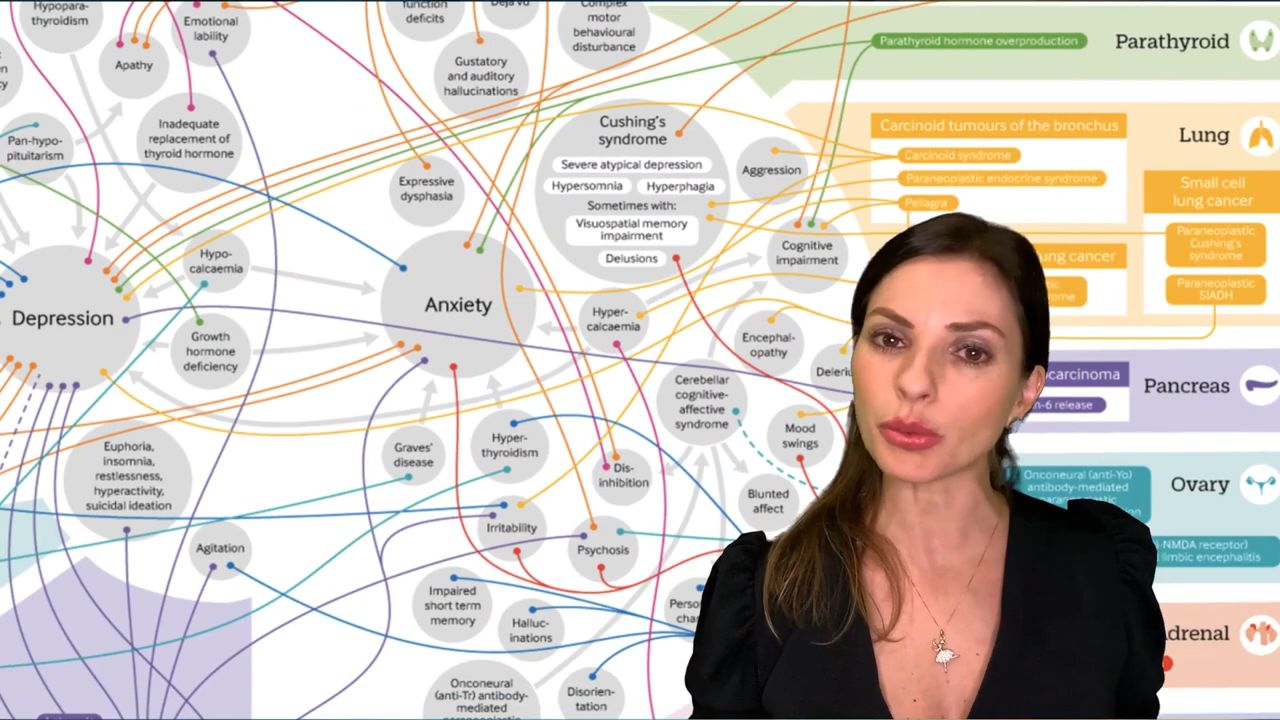 Hypopara-
thyroidism
Apathy
Emotional
lability
function
deficits
Complex
motor
behavioural
disturbance
Gustatory
and auditory
hallucinations
Pan-hypo-
pituitarism
Inadequate
replacement of
thyroid hormone
Expressive
dysphasia
Cushing's
syndrome
Severe atypical depression
Hypersomnia
Hyperphagia
Sometimes with:
Visuospatial memory
impairment
Delusions
Aggression
Cognitive
impairment
Parathyroid hormone overproduction
Parathyroid
Carcinoid tumours of the bronchus
Carcinoid syndrome
Paraneoplastic endocrine syndrome
Pellagra
Lung
Small cell
lung cancer
Paraneoplastic
Cushing's
syndrome
Paraneoplastic
SIADH
cancer
Hypo-
calcaemia
Depression
Anxiety
Growth
hormone
deficiency
Hyper-
calcaemia
Encephal-
opathy
Cerebellar
cognitive-
affective
syndrome
Mood
swings
Blunted
affect
carcinoma
release
Pancreas
Euphoria,
insomnia,
restlessness,
hyperactivity,
suicidal ideation
Graves'
disease
Hyper-
thyroidism
Dis-
inhibition
Irritability
Psychosis
Agitation
Onconeural (anti-Yo)
antibody-mediated
Ovary
NMDA receptor)
limbic encephalitis
Impaired
short term
memory
Halluc-
inations
Onconeural
(anti-Tr) antibody-
mediated
Disorien-
tation